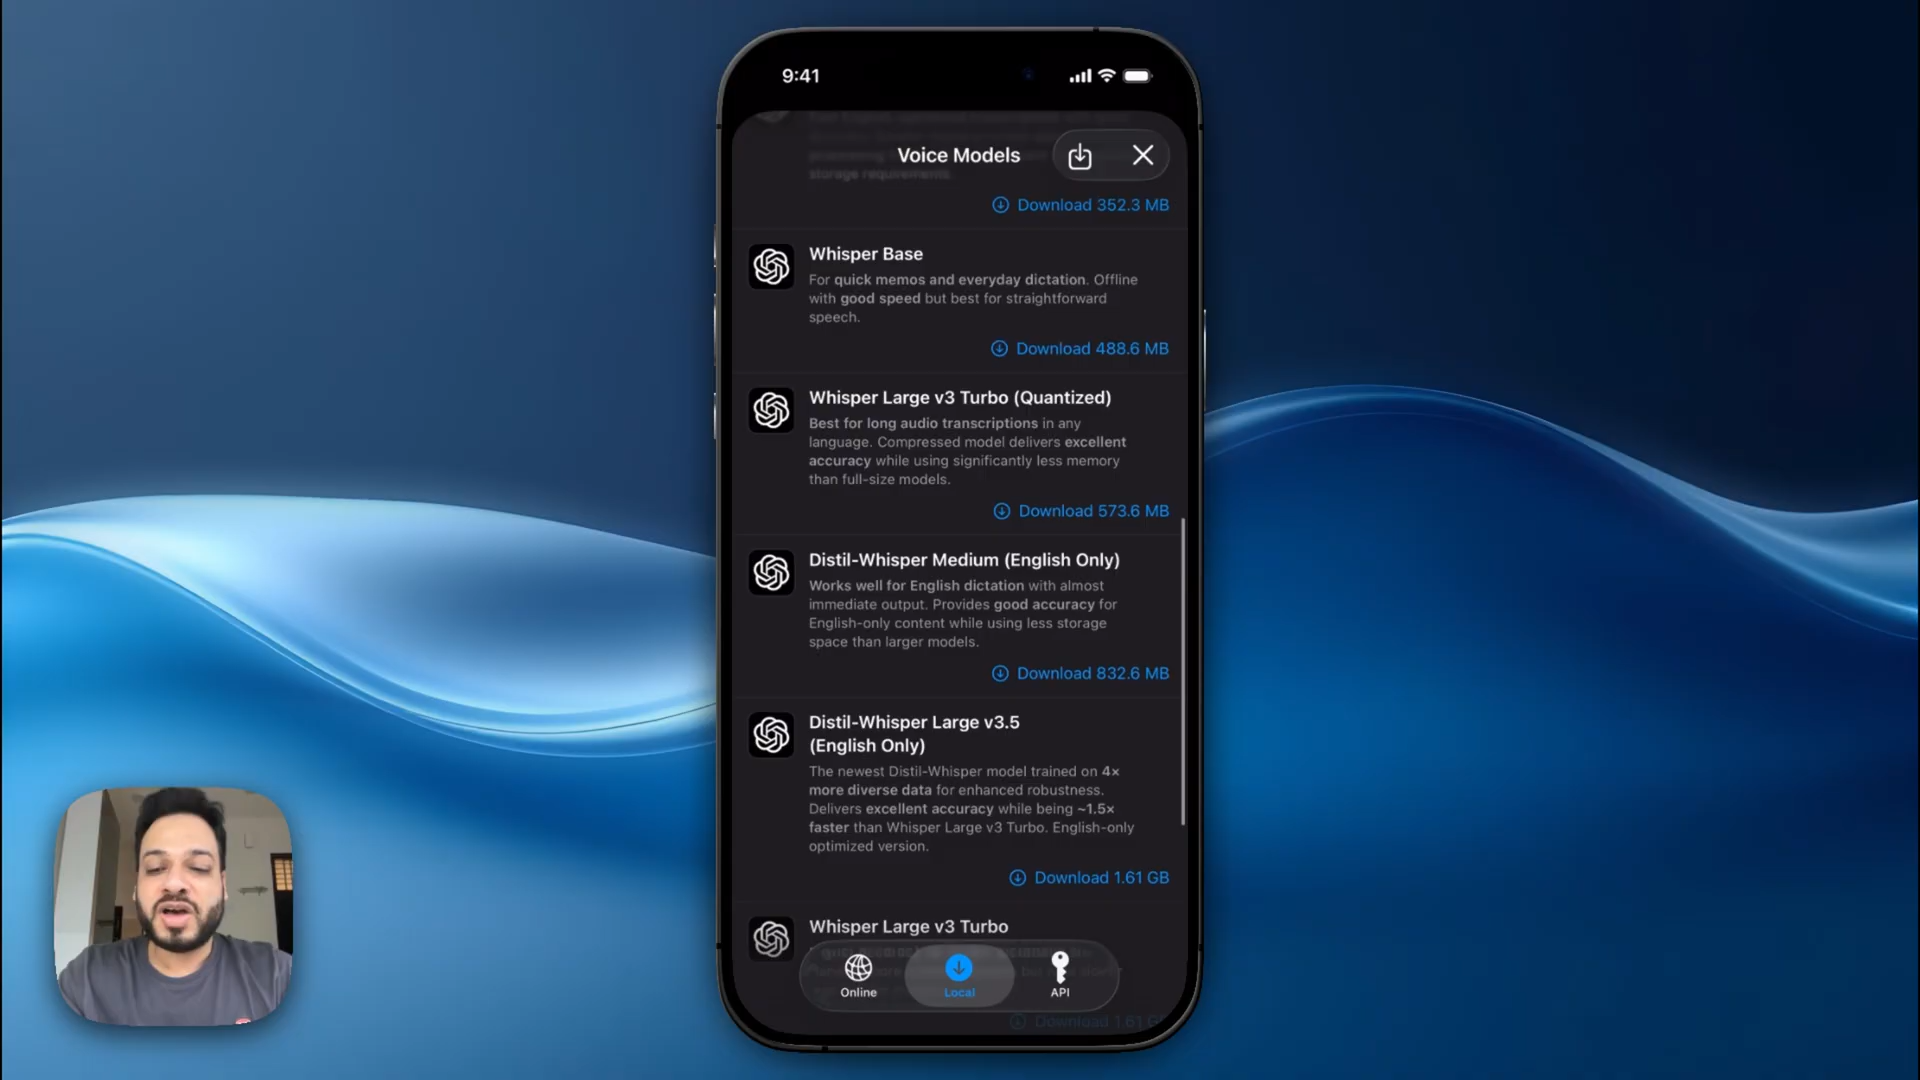 9:41
Voice Models
storage requirements.
Download 352.3 MB
Whisper Base
For quick memos and everyday dictation. Offline
with good speed but best for straightforward
speech.
Download 488.6 MB
Whisper Large v3 Turbo (Quantized)
Best for long audio transcriptions in any
language. Compressed model delivers excellent
accuracy while using significantly less memory
than full-size models.
Download 573.6 MB
Distil-Whisper Medium (English Only)
Works well for English dictation with almost
immediate output. Provides good accuracy for
English-only content while using less storage
space than larger models.
Download 832.6 MB
Distil-Whisper Large v3.5
(English Only)
The newest Distil-Whisper model trained on 4×
more diverse data for enhanced robustness.
Delivers excellent accuracy while being ~1.5×
faster than Whisper Large v3 Turbo. English-only
optimized version.
Download 1.61 GB
Whisper Large v3 Turbo
Online
Local
API
Download 1.61 GB